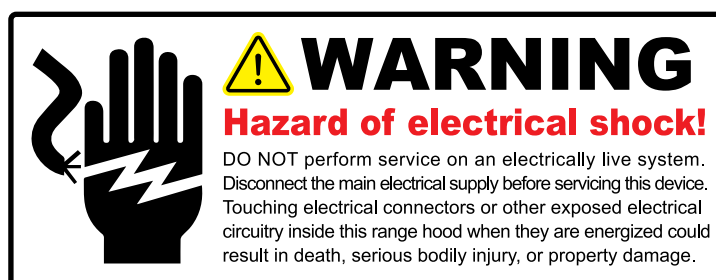 WARNING
Hazard of electrical shock!
DO NOT perform service on an electrically live system.
Disconnect the main electrical supply before servicing this device.
Touching electrical connectors or other exposed electrical
circuitry inside this range hood when they are energized could
result in death, serious bodily injury, or property damage.